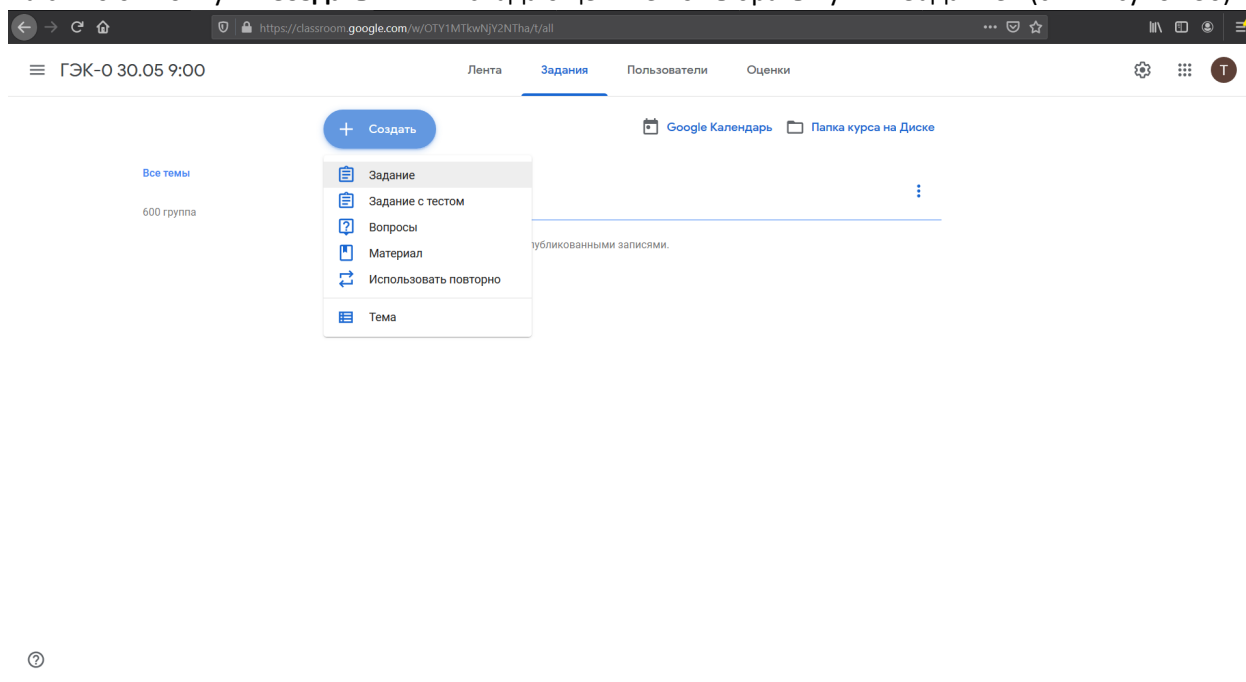 https://classroom.google.com/w/OTY1MTkwNjY2NTha/t/all
ГЭК-0 30.05 9:00
Лента Задания Пользователи Оценки
T
+ Создать
Google Календарь Папка курса на Диске
Все темы
600 группа
Задание
Задание с тестом
Вопросы
Материал
Использовать повторно
Тема
записями.